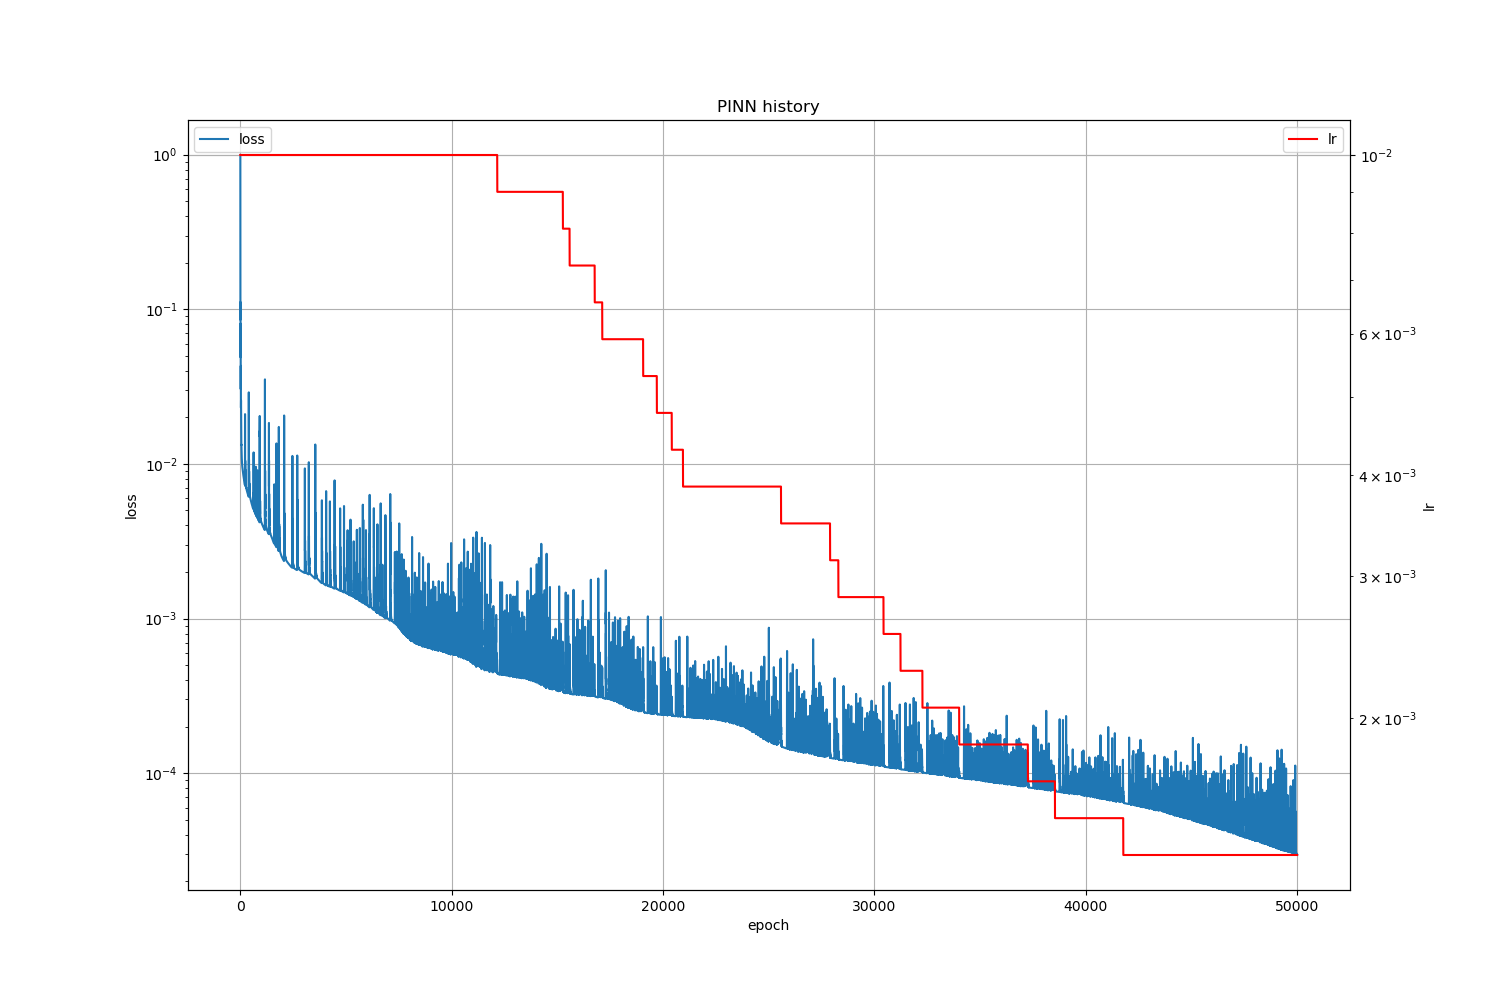 PINN history
loss
lr
10⁰
10⁻¹
10⁻²
10⁻³
10⁻⁴
loss
10⁻²
6 × 10⁻³
4 × 10⁻³
3 × 10⁻³
2 × 10⁻³
lr
0 10000 20000 30000 40000 50000
epoch